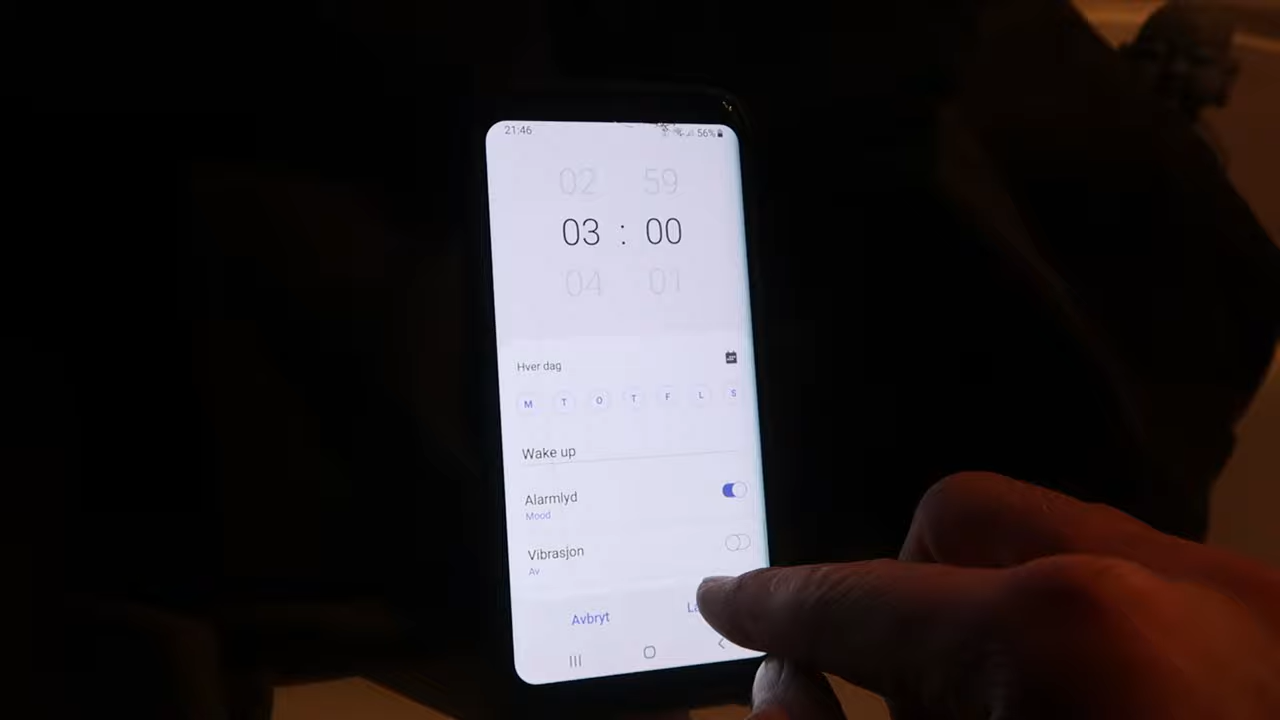 21:46 56%
02 59
03 : 00
04 01
Hver dag
M T O T F L S
Wake up
Alarmlyd
Mood
Vibrasjon
Av
Avbryt